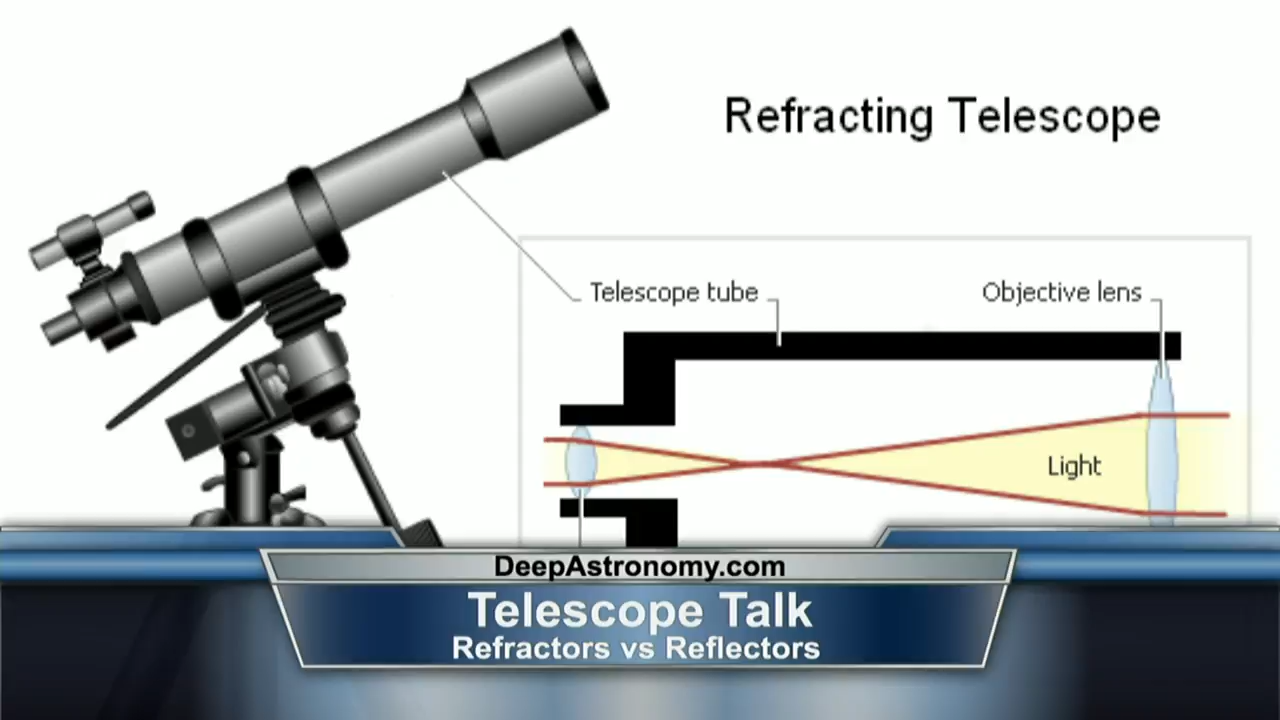 Refracting Telescope
Telescope tube
Objective lens
Light
DeepAstronomy.com
Telescope Talk
Refractors vs Reflectors